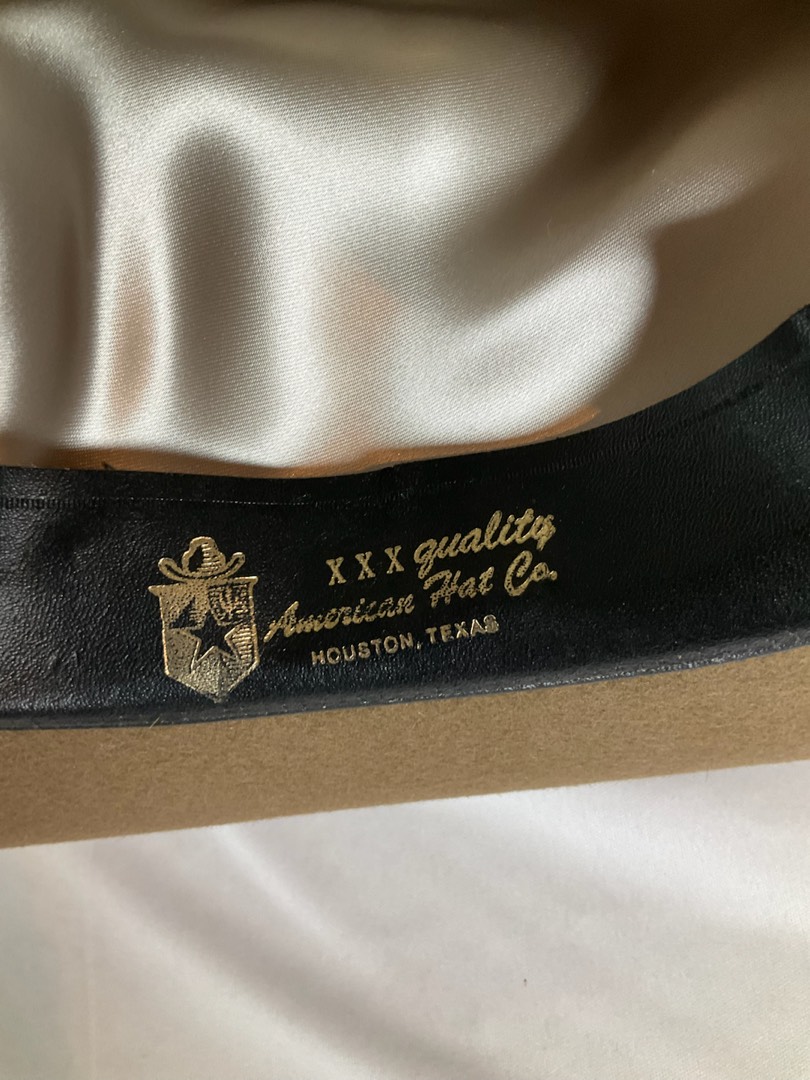 XXX quality
American Hat Co.
HOUSTON, TEXAS